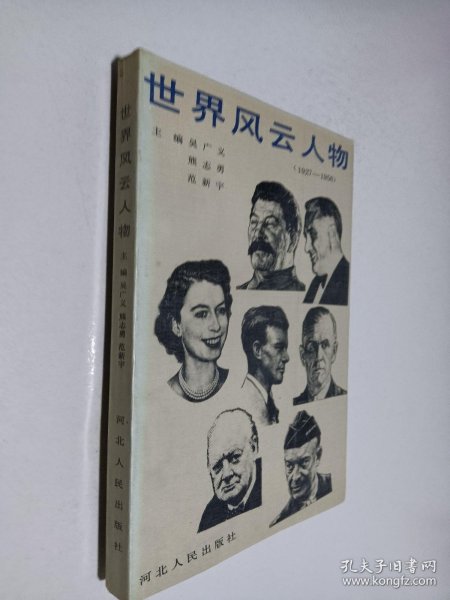 世界风云人物
(1927—1956)
主编 吴广义
熊志勇
范新宇
河北人民出版社
世界风云人物
主编 吴广义 熊志勇 范新宇
河北人民出版社
孔夫子旧书网
www.kongfz.com